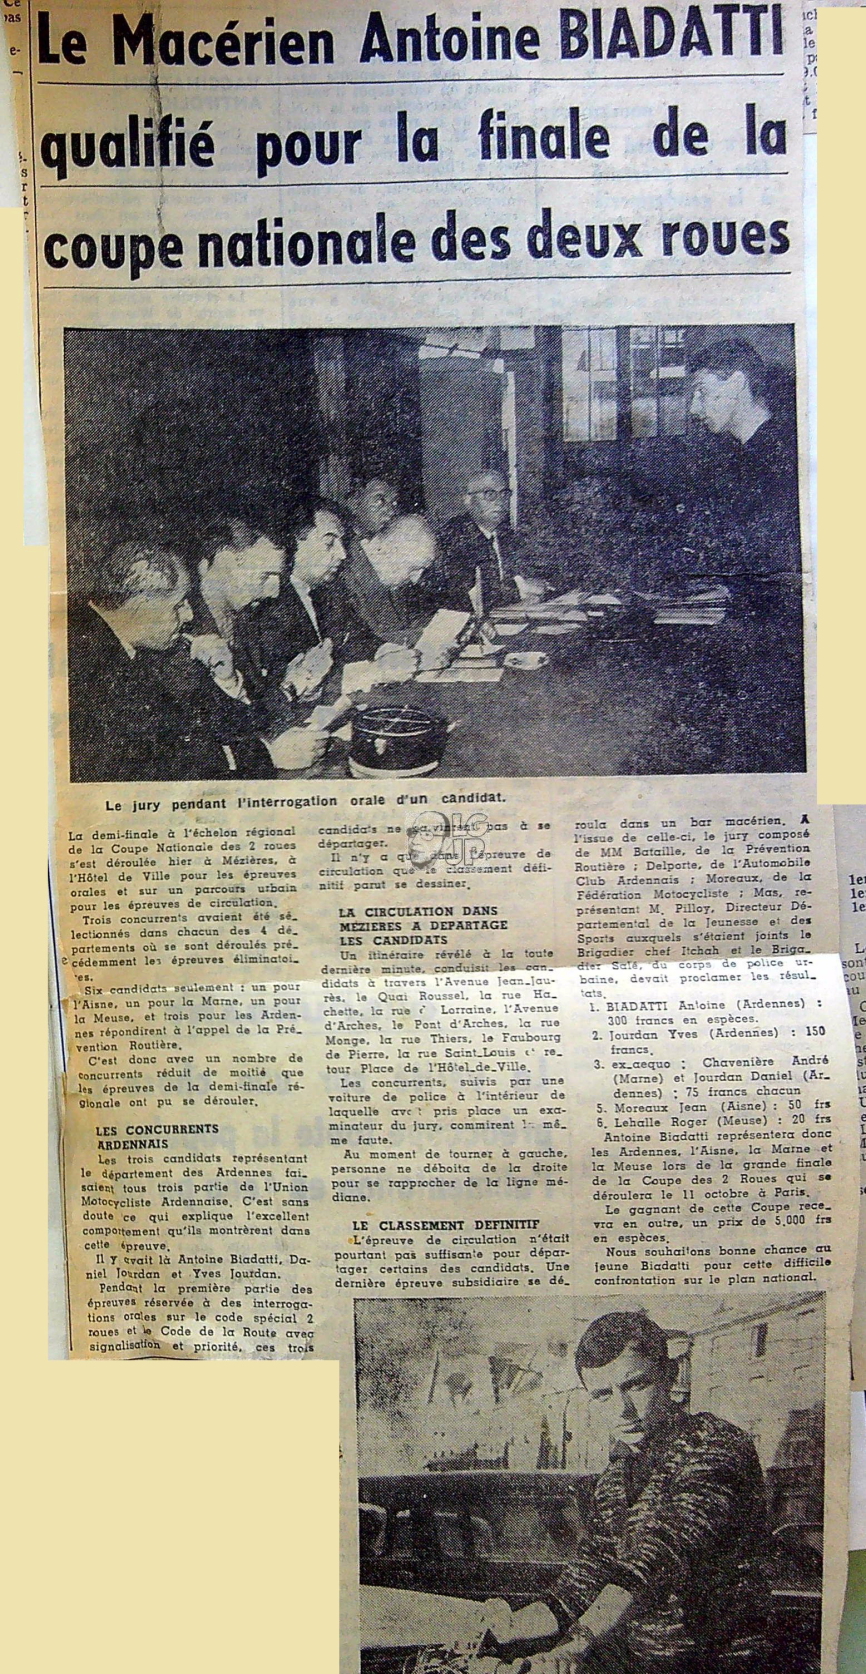 Le Macérien Antoine BIADATTI
qualifié pour la finale de la
coupe nationale des deux roues
Le jury pendant l'interrogation orale d'un candidat.
La demi-finale à l'échelon régional
de la Coupe Nationale des 2 roues
s'est déroulée hier à Mézières, à
l'Hôtel de Ville pour les épreuves
orales et sur un parcours urbain
pour les épreuves de circulation.
Trois concurrents avaient été sé-
lectionnés dans chacun des 4 dé-
partements où se sont déroulés pré-
cédemment les épreuves éliminatoi-
res.
Six candidats seulement : un pour
l'Aisne, un pour la Marne, un pour
la Meuse, et trois pour les Arden-
nes répondirent à l'appel de la Pré-
vention Routière.
C'est donc avec un nombre de
concurrents réduit de moitié que
les épreuves de la demi-finale ré-
gionale ont pu se dérouler.
LES CONCURRENTS
ARDENNAIS
Les trois candidats représentant
le département des Ardennes fai-
saient tous trois partie de l'Union
Motocycliste Ardennaise. C'est sans
doute ce qui explique l'excellent
comportement qu'ils montrèrent dans
cette épreuve.
Il y avait là Antoine Biadatti, Da-
niel Jourdan et Yves Jourdan.
Pendant la première partie des
épreuves réservée à des interroga-
tions orales sur le code spécial 2
roues et le Code de la Route avec
signalisation et priorité, ces trois
candidats ne parvinrent pas à se
départager.
Il n'y a que dans l'épreuve de
circulation que le classement défi-
nitif parut se dessiner.
LA CIRCULATION DANS
MEZIERES A DEPARTAGE
LES CANDIDATS
Un itinéraire révélé à la toute
dernière minute, conduisit les can-
didats à travers l'Avenue Jean-Jau-
rès, le Quai Roussel, la rue Ha-
chette, la rue Lorraine, l'Avenue
d'Arches, le Pont d'Arches, la rue
Monge, la rue Thiers, le Faubourg
de Pierre, la rue Saint-Louis et re-
tour Place de l'Hôtel-de-Ville.
Les concurrents, suivis par une
voiture de police à l'intérieur de
laquelle avait pris place un exa-
minateur du jury, commirent la mê-
me faute.
Au moment de tourner à gauche,
personne ne déboita de la droite
pour se rapprocher de la ligne mé-
diane.
LE CLASSEMENT DEFINITIF
L'épreuve de circulation n'était
pourtant pas suffisante pour dépar-
tager certains des candidats. Une
dernière épreuve subsidiaire se dé-
roula dans un bar macérien. A
l'issue de celle-ci, le jury composé
de MM Bataille, de la Prévention
Routière ; Delporte, de l'Automobile
Club Ardennais ; Moreaux, de la
Fédération Motocycliste ; Mas, re-
présentant M. Pilloy, Directeur Dé-
partemental de la Jeunesse et des
Sports auxquels s'étaient joints le
Brigadier chef Itchah et le Briga-
dier Salé, du corps de police ur-
baine, devait proclamer les résul-
tats.
1. BIADATTI Antoine (Ardennes) :
300 francs en espèces.
2. Jourdan Yves (Ardennes) : 150
francs.
3. ex-aequo : Chavenière André
(Marne) et Jourdan Daniel (Ar-
dennes) : 75 francs chacun
5. Moreaux Jean (Aisne) : 50 frs
6. Lehalle Roger (Meuse) : 20 frs
Antoine Biadatti représentera donc
les Ardennes, l'Aisne, la Marne et
la Meuse lors de la grande finale
de la Coupe des 2 Roues qui se
déroulera le 11 octobre à Paris.
Le gagnant de cette Coupe rece-
vra en outre, un prix de 5.000 frs
en espèces.
Nous souhaitons bonne chance au
jeune Biadatti pour cette difficile
confrontation sur le plan national.